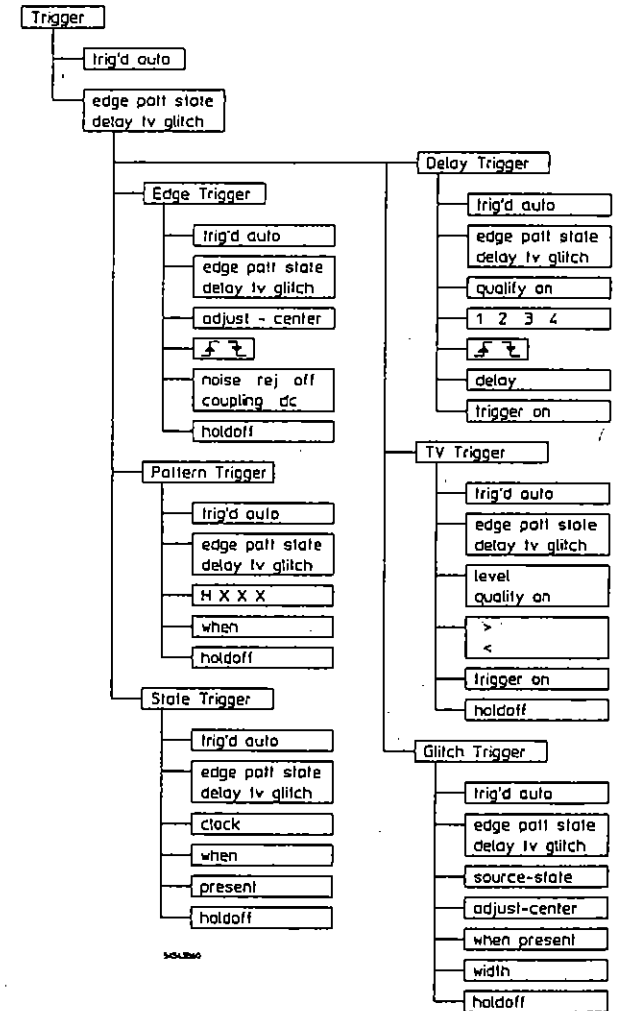 Trigger
trig'd auto
edge patt state
delay tv glitch
Edge Trigger
trig'd auto
edge patt state
delay tv glitch
adjust - center
noise rej off
coupling dc
holdoff
Pattern Trigger
trig'd auto
edge patt state
delay tv glitch
H X X X
when
holdoff
State Trigger
trig'd auto
edge patt state
delay tv glitch
clock
when
present
holdoff
Delay Trigger
trig'd auto
edge patt state
delay tv glitch
qualify on
1 2 3 4
delay
trigger on
TV Trigger
trig'd auto
edge patt state
delay tv glitch
level
qualify on
>
<
trigger on
holdoff
Glitch Trigger
trig'd auto
edge patt state
delay tv glitch
source-state
adjust-center
when present
width
holdoff